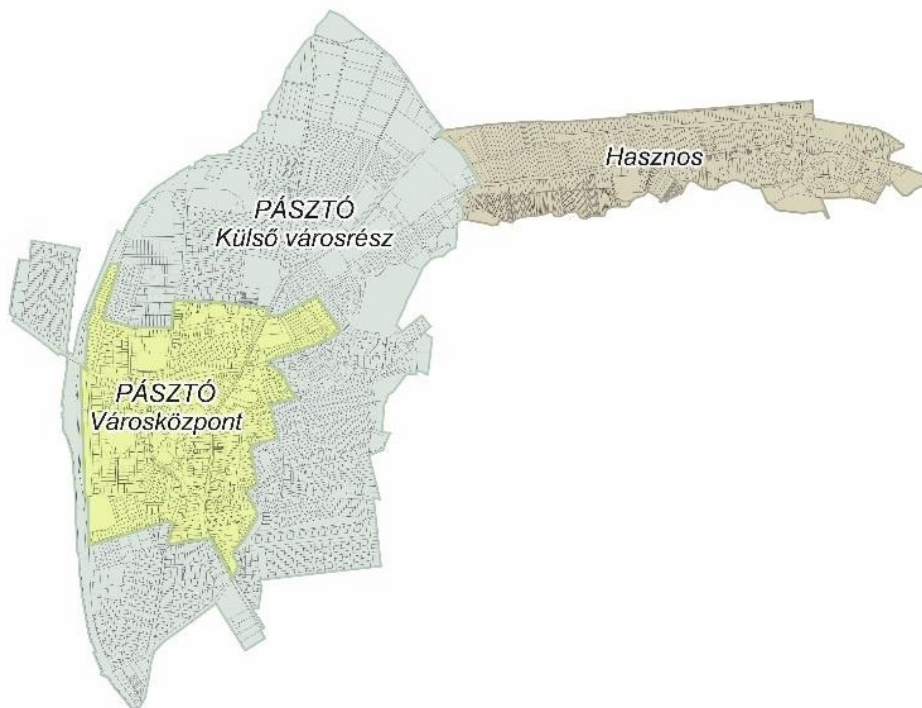 Hasznos
PÁSZTÓ
Külső városrész
PÁSZTÓ
Városközpont